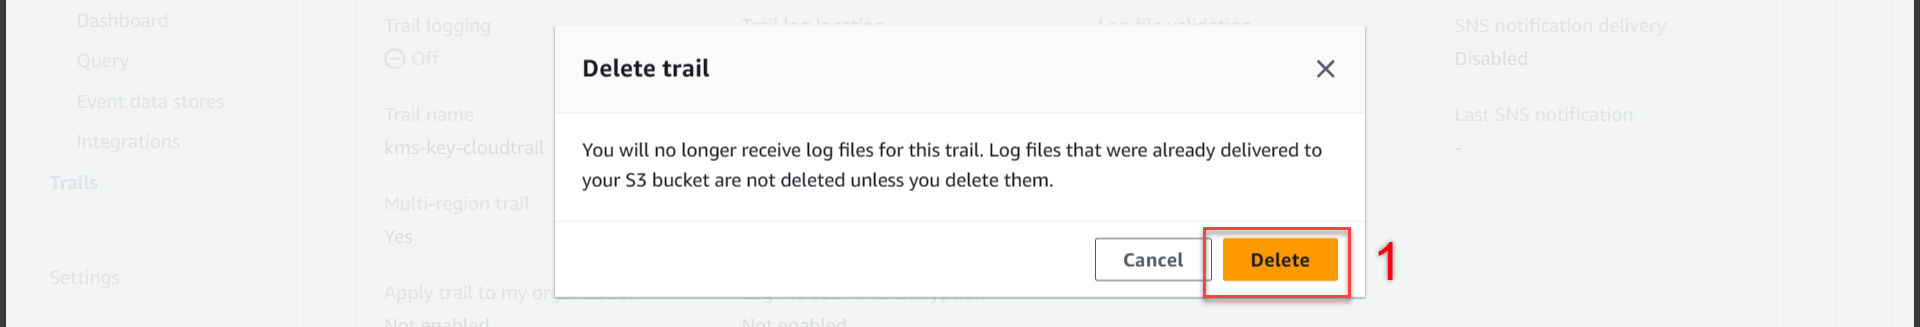 Dashboard
Query
Event data stores
Integrations
Trails
Settings
Trail logging
Off
Trail name
kms-key-cloudtrail
Multi-region trail
Yes
Apply trail to my
Not enabled
Trail log location
Log file validation
Not enabled
SNS notification delivery
Disabled
Last SNS notification
-
Delete trail
You will no longer receive log files for this trail. Log files that were already delivered to
your S3 bucket are not deleted unless you delete them.
Cancel
Delete
1